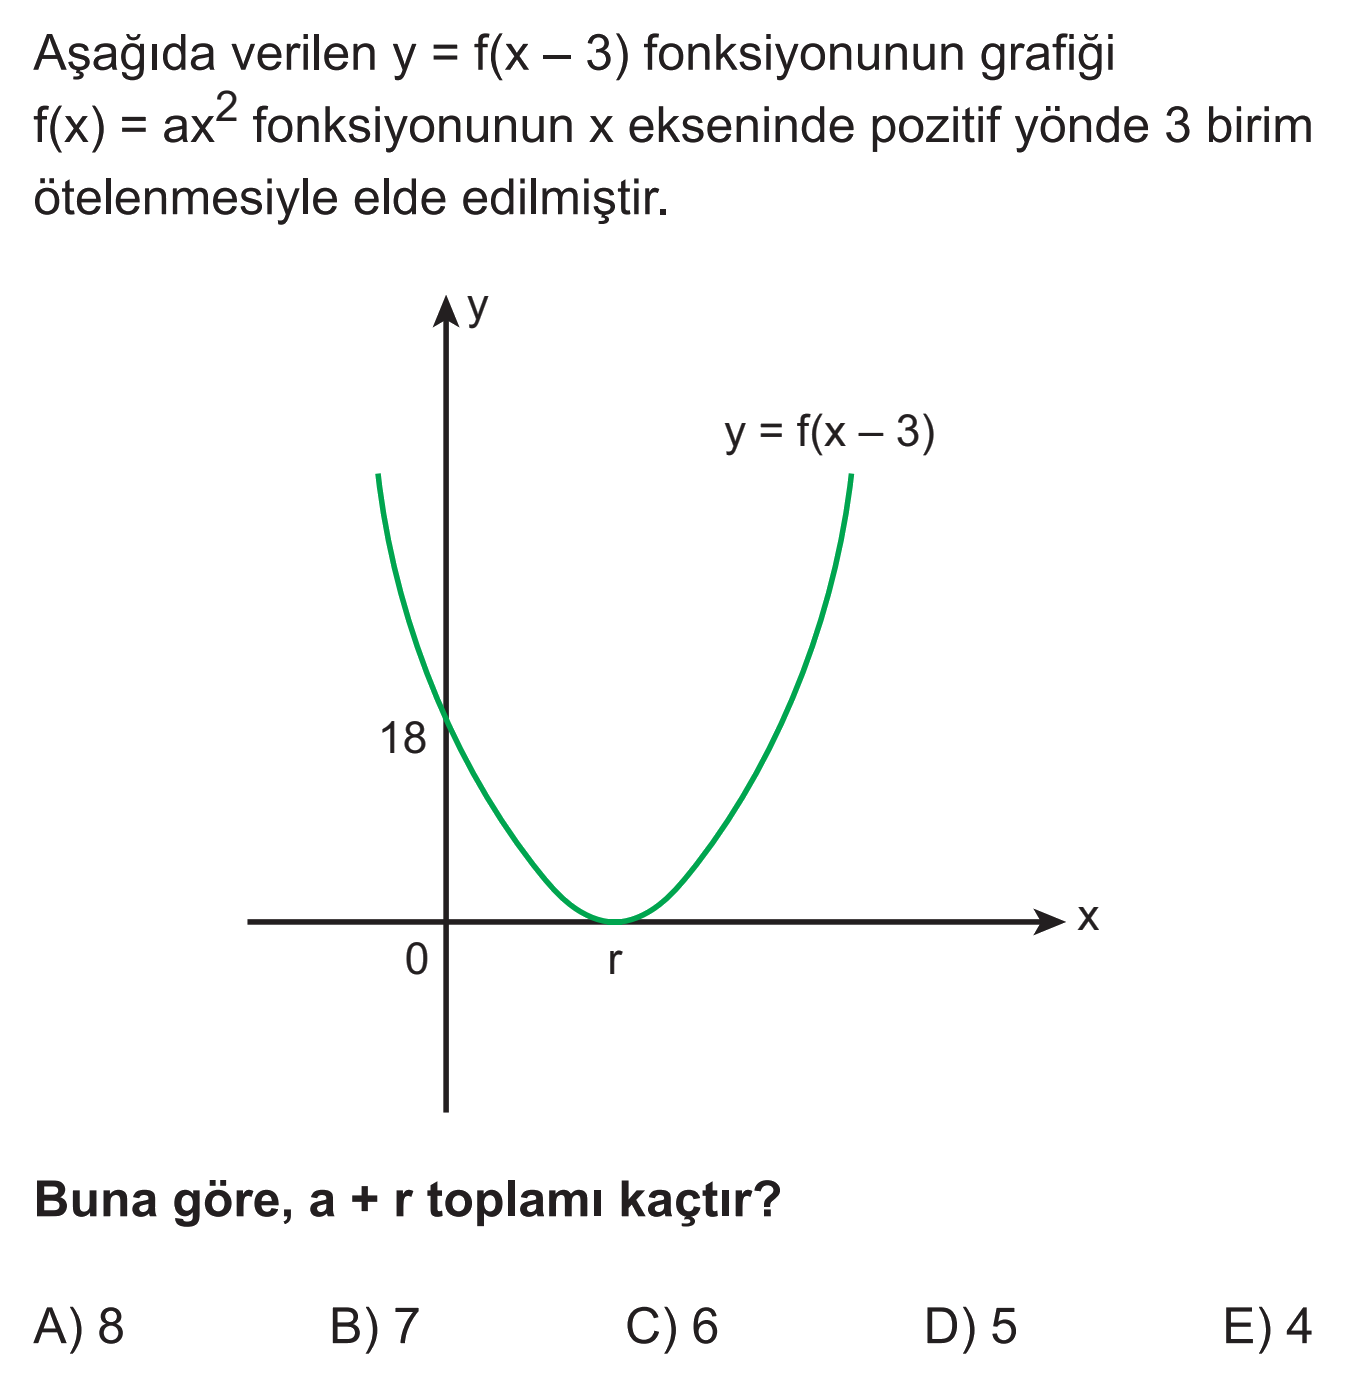 Aşağıda verilen y = f(x – 3) fonksiyonunun grafiği
f(x) = ax² fonksiyonunun x ekseninde pozitif yönde 3 birim
ötelenmesiyle elde edilmiştir.
y
y = f(x – 3)
18
x
0
r
Buna göre, a + r toplamı kaçtır?
A) 8 B) 7 C) 6 D) 5 E) 4